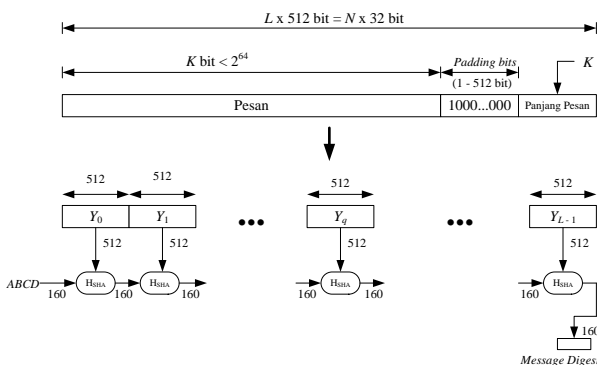 L x 512 bit = N x 32 bit
K bit < 2^64
Padding bits
(1 - 512 bit)
K
Pesan
1000...000
Panjang Pesan
512 512 512 512
Y0 Y1 Yq YL - 1
512 512 512 512
ABCD HSHA HSHA HSHA HSHA
160 160 160 160 160 160
160
Message Digest